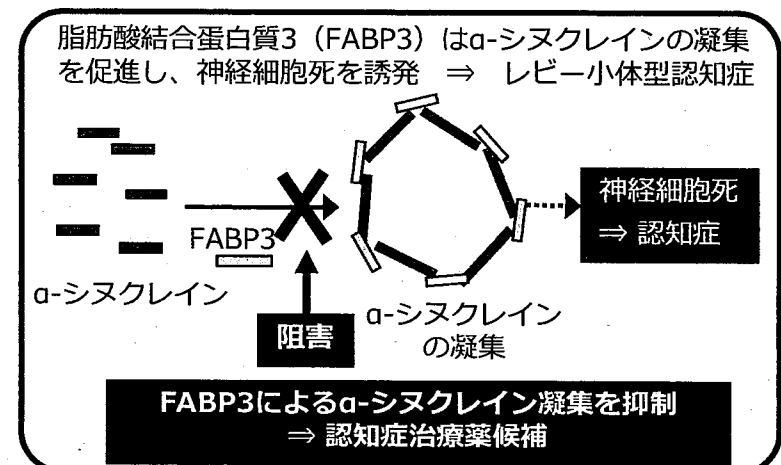 脂肪酸結合蛋白質3（FABP3）はα-シヌクレインの凝集
を促進し、神経細胞死を誘発　⇒　レビー小体型認知症
FABP3
α-シヌクレイン
阻害
α-シヌクレイン
の凝集
神経細胞死
⇒ 認知症
FABP3によるα-シヌクレイン凝集を抑制
⇒ 認知症治療薬候補